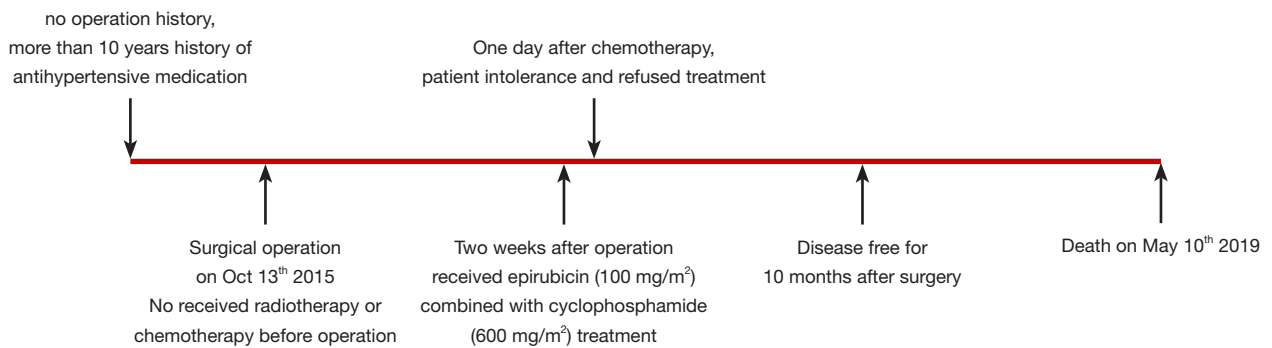 no operation history,
more than 10 years history of
antihypertensive medication
One day after chemotherapy,
patient intolerance and refused treatment
Surgical operation
on Oct 13th 2015
No received radiotherapy or
chemotherapy before operation
Two weeks after operation
received epirubicin (100 mg/m²)
combined with cyclophosphamide
(600 mg/m²) treatment
Disease free for
10 months after surgery
Death on May 10th 2019